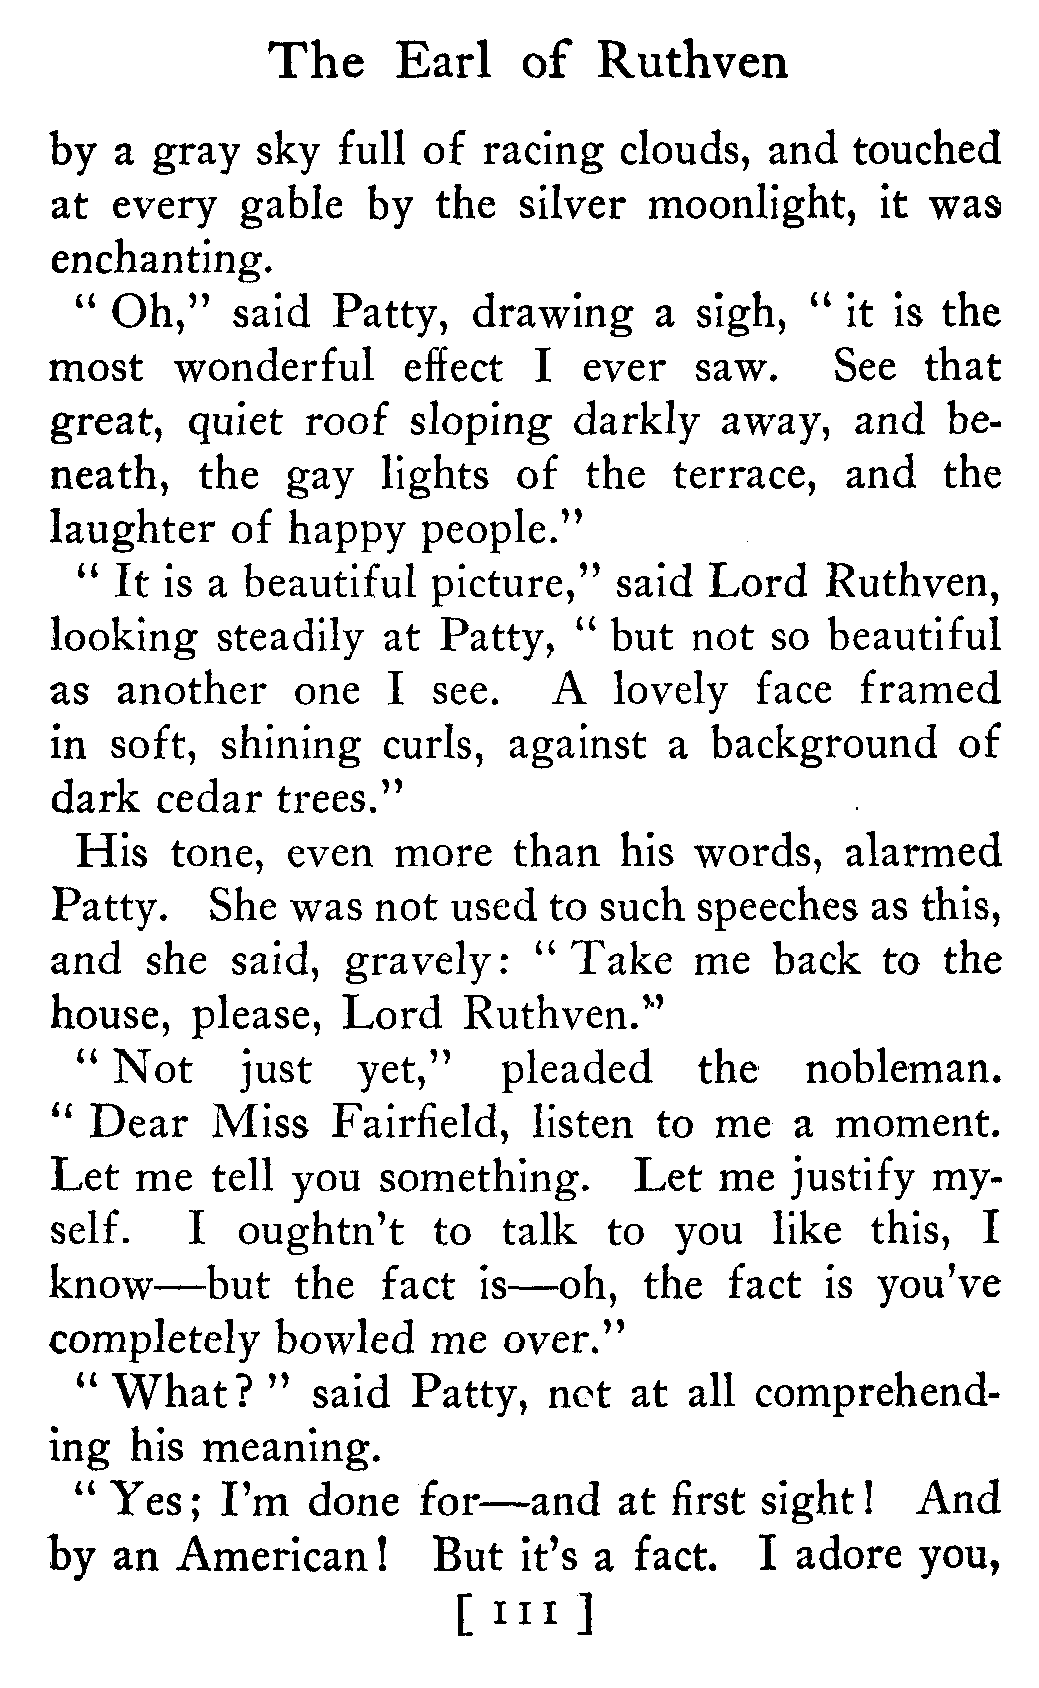 The Earl of Ruthven
by a gray sky full of racing clouds, and touched
at every gable by the silver moonlight, it was
enchanting.
“ Oh,” said Patty, drawing a sigh, “ it is the
most wonderful effect I ever saw. See that
great, quiet roof sloping darkly away, and be-
neath, the gay lights of the terrace, and the
laughter of happy people.”
“ It is a beautiful picture,” said Lord Ruthven,
looking steadily at Patty, “ but not so beautiful
as another one I see. A lovely face framed
in soft, shining curls, against a background of
dark cedar trees.”
His tone, even more than his words, alarmed
Patty. She was not used to such speeches as this,
and she said, gravely: “ Take me back to the
house, please, Lord Ruthven.”
“ Not just yet,” pleaded the nobleman.
“ Dear Miss Fairfield, listen to me a moment.
Let me tell you something. Let me justify my-
self. I oughtn't to talk to you like this, I
know—but the fact is—oh, the fact is you've
completely bowled me over.”
“ What? ” said Patty, not at all comprehend-
ing his meaning.
“ Yes; I'm done for—and at first sight! And
by an American! But it's a fact. I adore you,
[ 111 ]